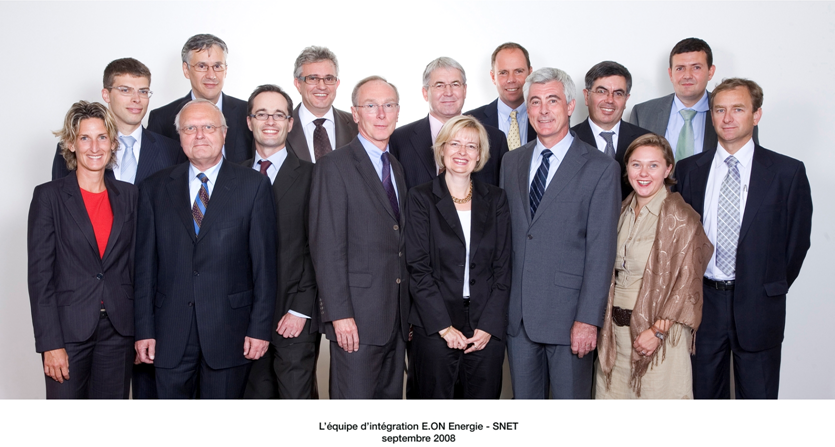 L'équipe d'intégration E.ON Energie - SNET
septembre 2008